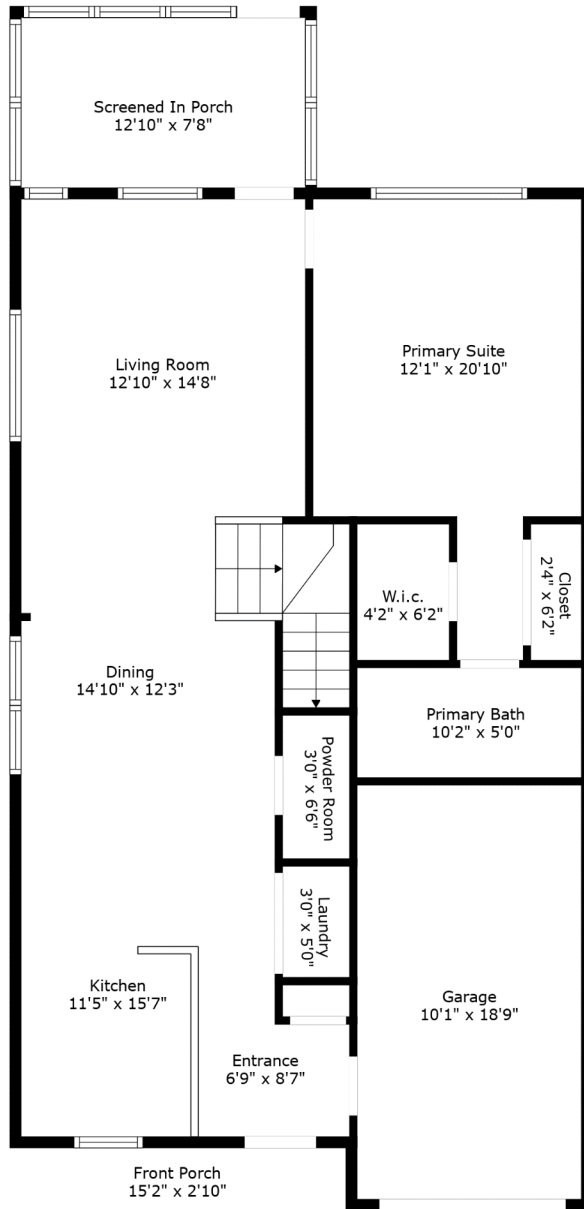 Screened In Porch
12'10" x 7'8"
Living Room
12'10" x 14'8"
Primary Suite
12'1" x 20'10"
W.i.c.
4'2" x 6'2"
Closet
2'4" x 6'2"
Dining
14'10" x 12'3"
Primary Bath
10'2" x 5'0"
Powder Room
3'0" x 6'6"
Laundry
3'0" x 5'0"
Kitchen
11'5" x 15'7"
Garage
10'1" x 18'9"
Entrance
6'9" x 8'7"
Front Porch
15'2" x 2'10"